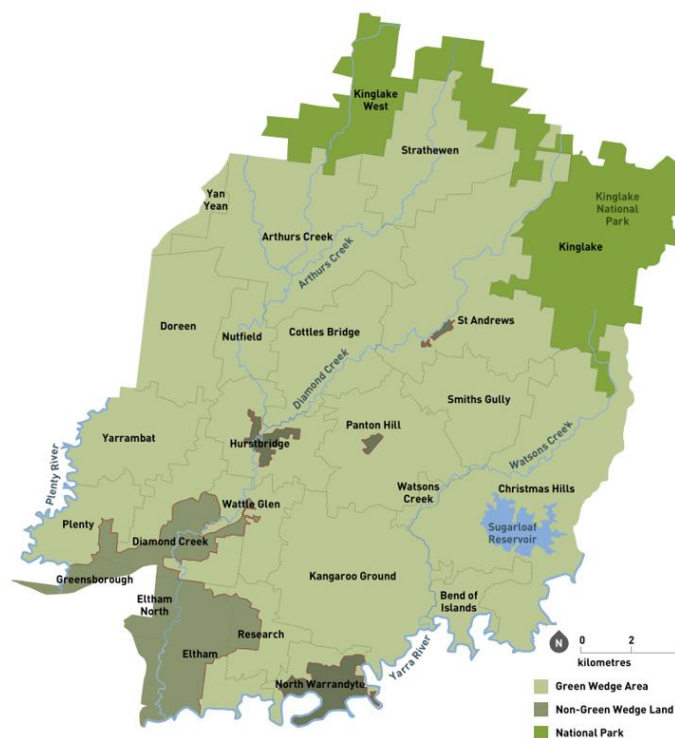 Kinglake
West
Strathewen
Yan
Yean
Kinglake
National
Park
Arthurs Creek
Kinglake
Arthurs Creek
Doreen
Nutfield
Cottles Bridge
St Andrews
Diamond Creek
Smiths Gully
Yarrambat
Hurstbridge
Panton Hill
Watsons Creek
Plenty River
Watsons
Creek
Christmas Hills
Wattle Glen
Plenty
Sugarloaf
Reservoir
Diamond Creek
Greensborough
Kangaroo Ground
Eltham
North
Bend of
Islands
Research
Eltham
Yarra River
N
0 2
kilometres
North Warrandyte
Green Wedge Area
Non-Green Wedge Land
National Park